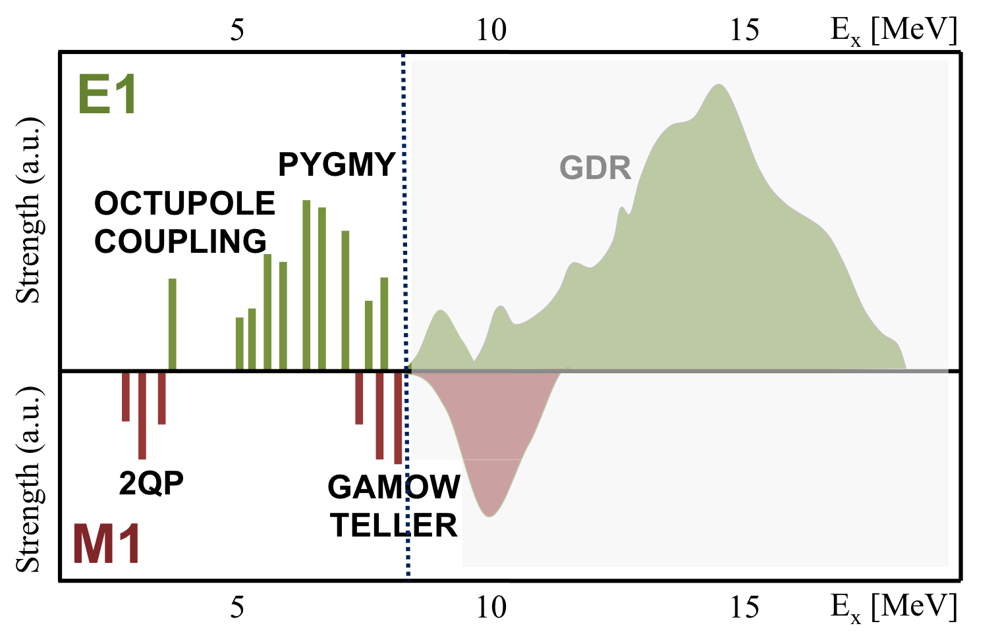 5 10 15 Eₓ [MeV]
E1
Strength (a.u.)
PYGMY
GDR
OCTUPOLE
COUPLING
Strength (a.u.)
2QP
GAMOW
TELLER
M1
5 10 15 Eₓ [MeV]